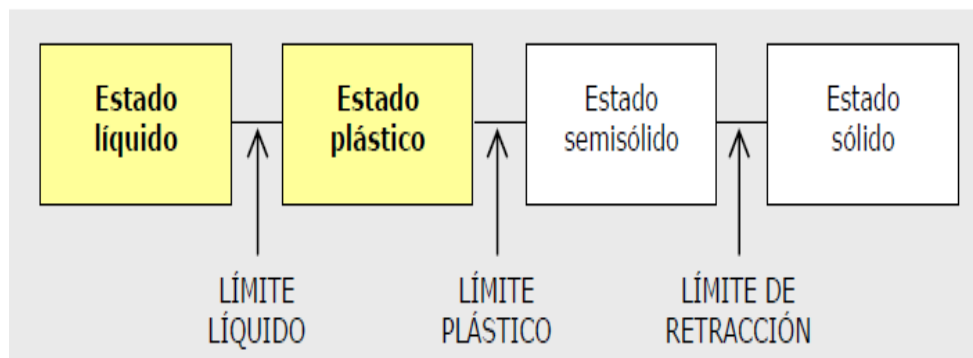 Estado
líquido
Estado
plástico
Estado
semisólido
Estado
sólido
LÍMITE
LÍQUIDO
LÍMITE
PLÁSTICO
LÍMITE DE
RETRACCIÓN